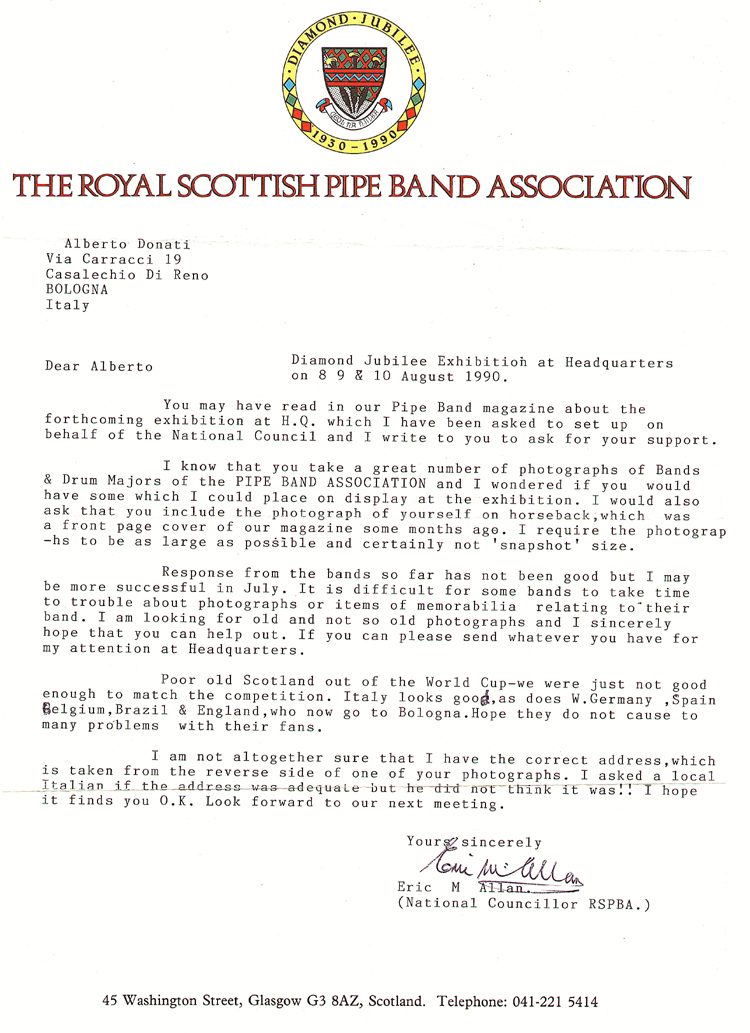 DIAMOND · JUBILEE
1930 - 1990
THE ROYAL SCOTTISH PIPE BAND ASSOCIATION
Alberto Donati
Via Carracci 19
Casalechio Di Reno
BOLOGNA
Italy
Dear Alberto
Diamond Jubilee Exhibition at Headquarters
on 8 9 & 10 August 1990.
You may have read in our Pipe Band magazine about the
forthcoming exhibition at H.Q. which I have been asked to set up on
behalf of the National Council and I write to you to ask for your support.
I know that you take a great number of photographs of Bands
& Drum Majors of the PIPE BAND ASSOCIATION and I wondered if you would
have some which I could place on display at the exhibition. I would also
ask that you include the photograph of yourself on horseback,which was
a front page cover of our magazine some months age. I require the photograp
-hs to be as large as possible and certainly not 'snapshot' size.
Response from the bands so far has not been good but I may
be more successful in July. It is difficult for some bands to take time
to trouble about photographs or items of memorabilia relating to their
band. I am looking for old and not so old photographs and I sincerely
hope that you can help out. If you can please send whatever you have for
my attention at Headquarters.
Poor old Scotland out of the World Cup-we were just not good
enough to match the competition. Italy looks good,as does W.Germany ,Spain
Belgium,Brazil & England,who now go to Bologna.Hope they do not cause to
many problems with their fans.
I am not altogether sure that I have the correct address,which
is taken from the reverse side of one of your photographs. I asked a local
Italian if the address was adequate but he did not think it was!! I hope
it finds you O.K. Look forward to our next meeting.
Yours sincerely
Eric M Allan
Eric M Allan.
(National Councillor RSPBA.)
45 Washington Street, Glasgow G3 8AZ, Scotland. Telephone: 041-221 5414